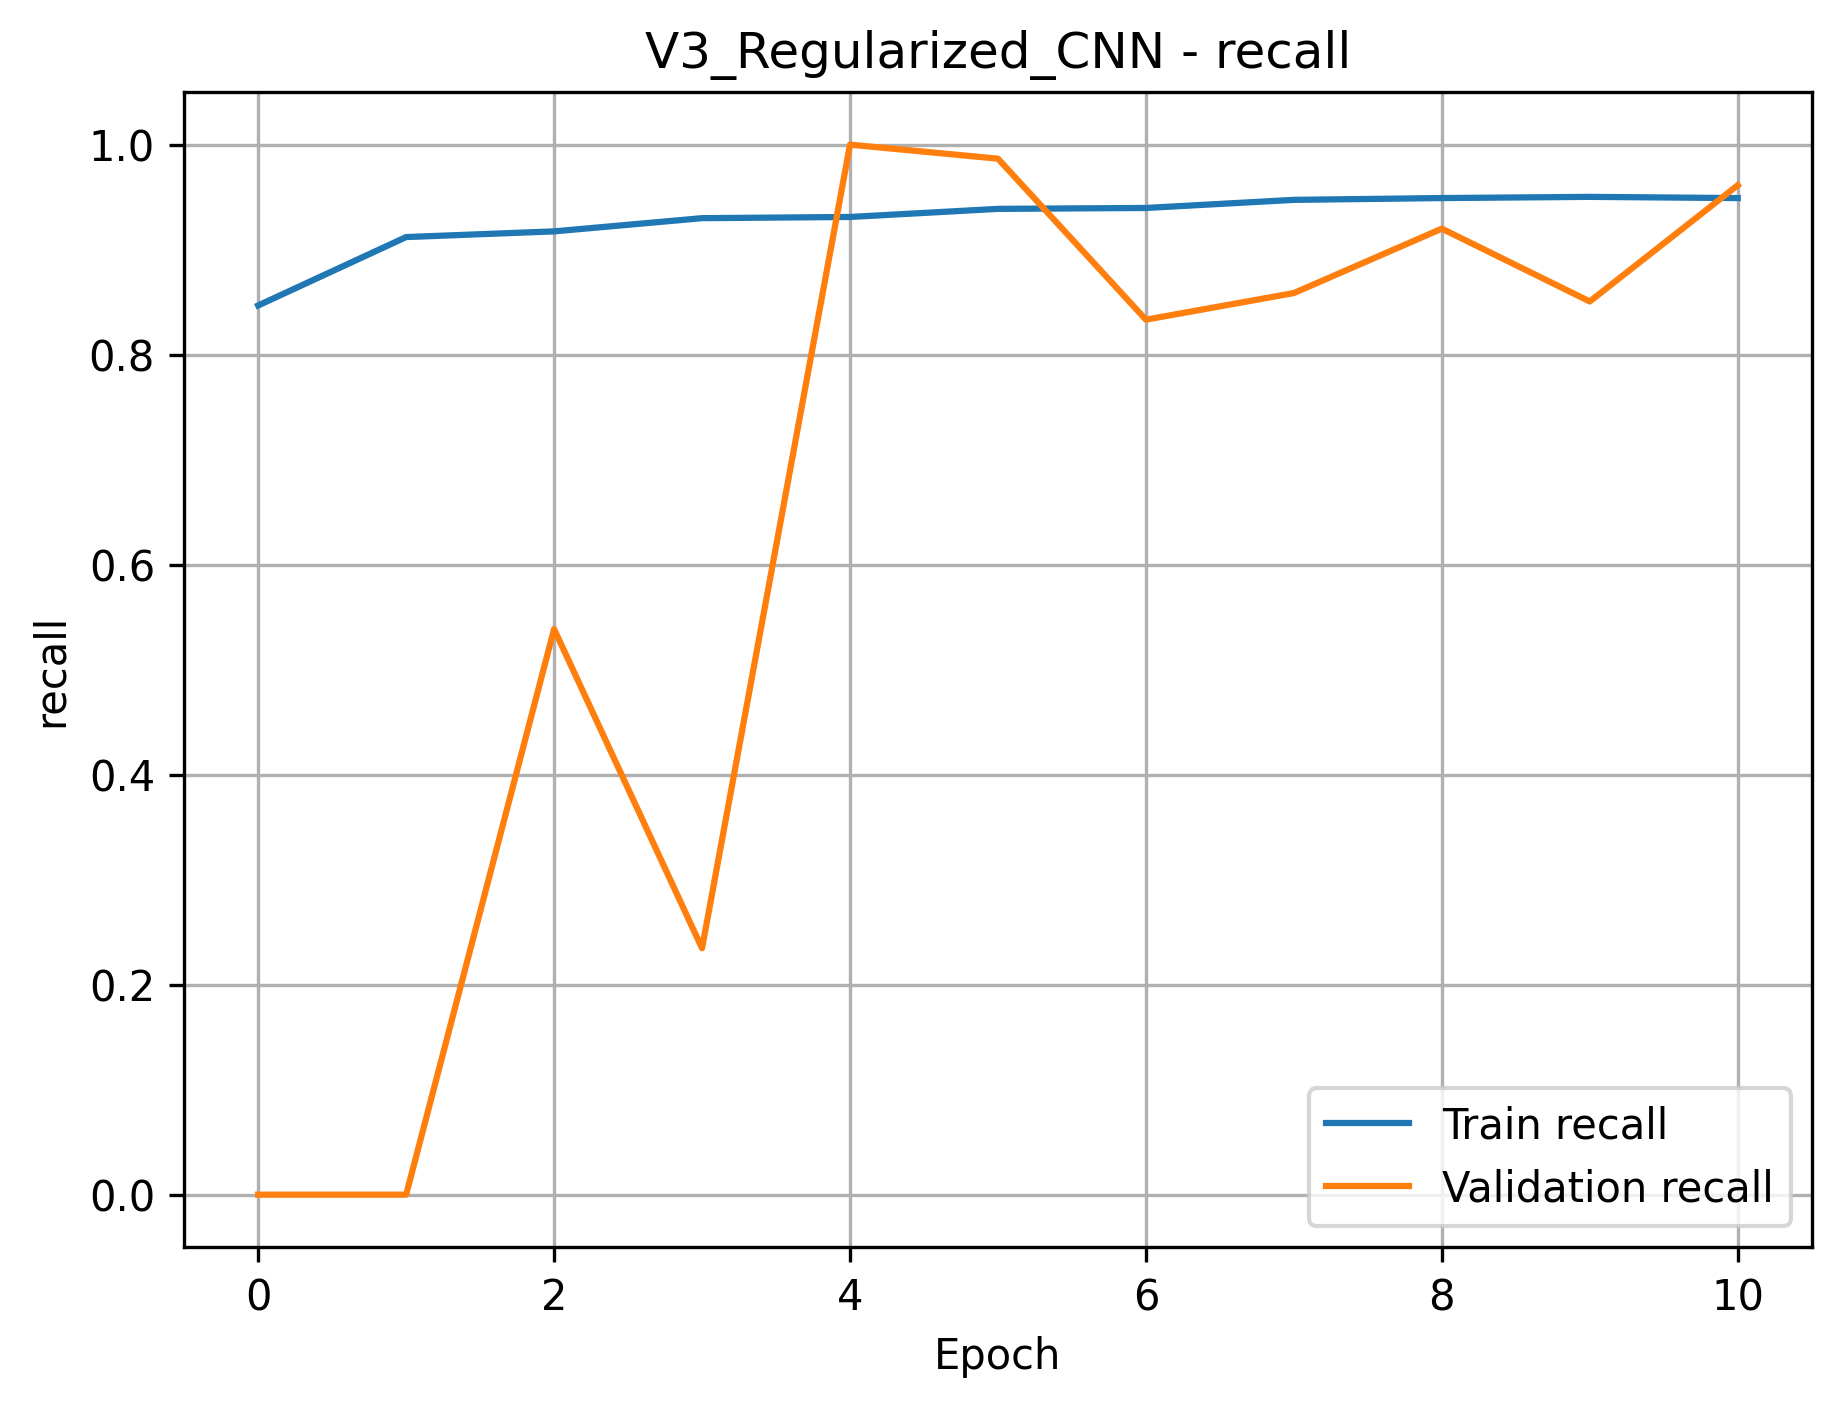 V3_Regularized_CNN - recall
1.0
0.8
0.6
0.4
0.2
0.0
recall
0 2 4 6 8 10
Epoch
Train recall
Validation recall